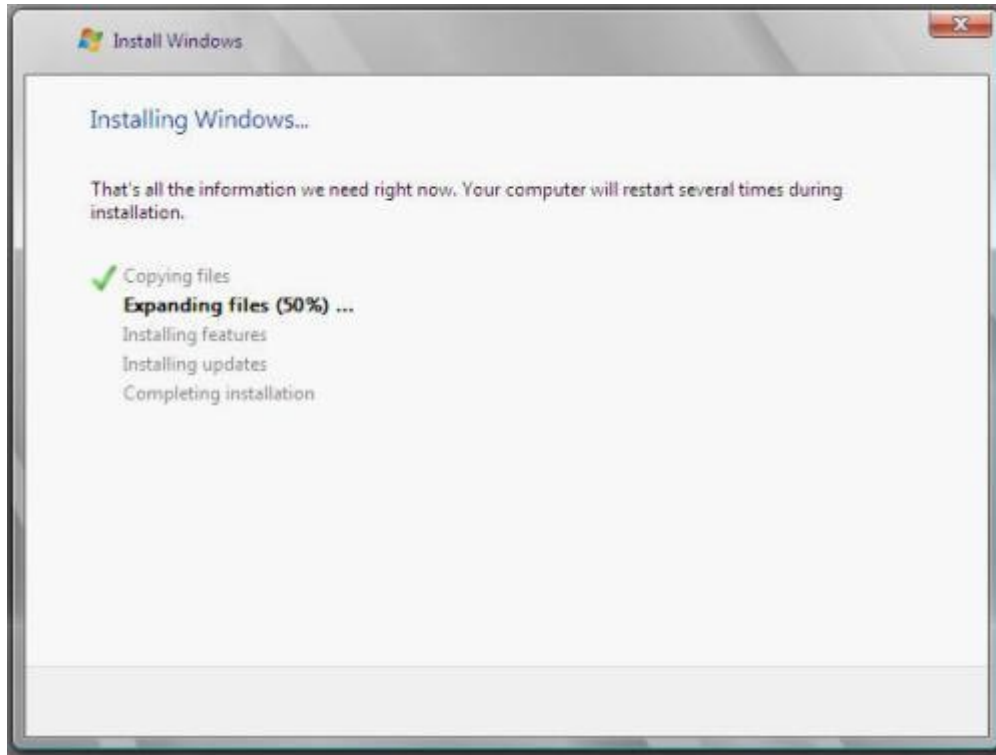 Install Windows
Installing Windows...
That's all the information we need right now. Your computer will restart several times during
installation.
Copying files
Expanding files (50%) ...
Installing features
Installing updates
Completing installation